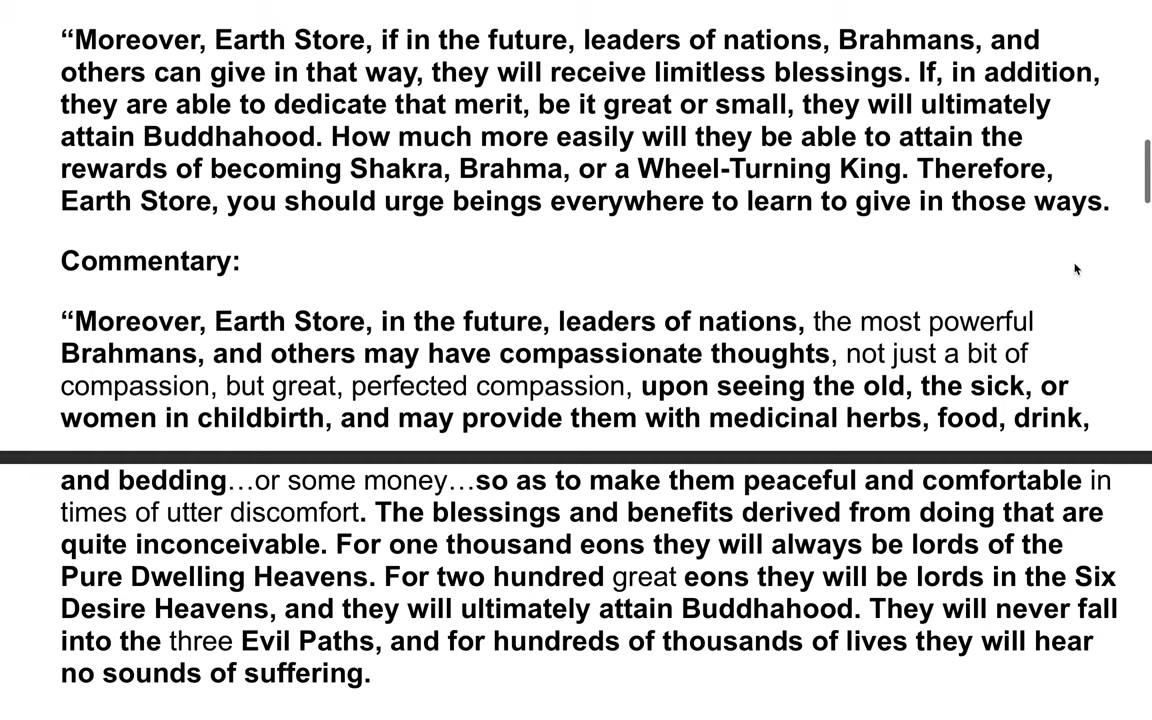 “Moreover, Earth Store, if in the future, leaders of nations, Brahmans, and
others can give in that way, they will receive limitless blessings. If, in addition,
they are able to dedicate that merit, be it great or small, they will ultimately
attain Buddhahood. How much more easily will they be able to attain the
rewards of becoming Shakra, Brahma, or a Wheel-Turning King. Therefore,
Earth Store, you should urge beings everywhere to learn to give in those ways.
Commentary:
“Moreover, Earth Store, in the future, leaders of nations, the most powerful
Brahmans, and others may have compassionate thoughts, not just a bit of
compassion, but great, perfected compassion, upon seeing the old, the sick, or
women in childbirth, and may provide them with medicinal herbs, food, drink,
and bedding…or some money…so as to make them peaceful and comfortable in
times of utter discomfort. The blessings and benefits derived from doing that are
quite inconceivable. For one thousand eons they will always be lords of the
Pure Dwelling Heavens. For two hundred great eons they will be lords in the Six
Desire Heavens, and they will ultimately attain Buddhahood. They will never fall
into the three Evil Paths, and for hundreds of thousands of lives they will hear
no sounds of suffering.